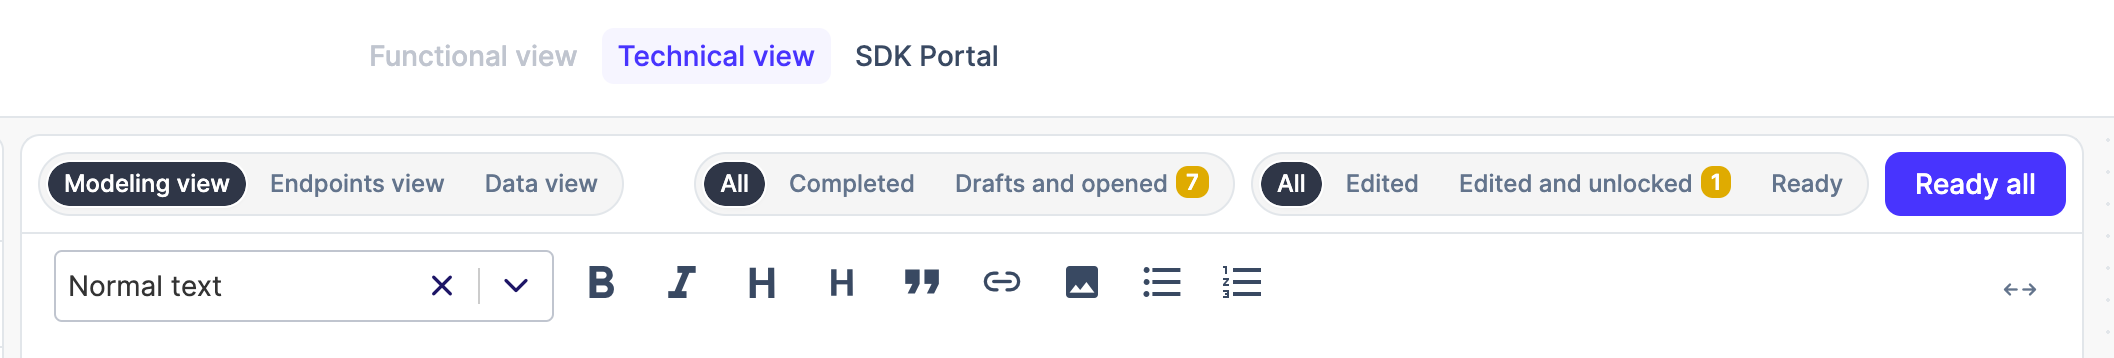 Functional view Technical view SDK Portal
Modeling view Endpoints view Data view All Completed Drafts and opened 7 All Edited Edited and unlocked 1 Ready Ready all
Normal text B I H H